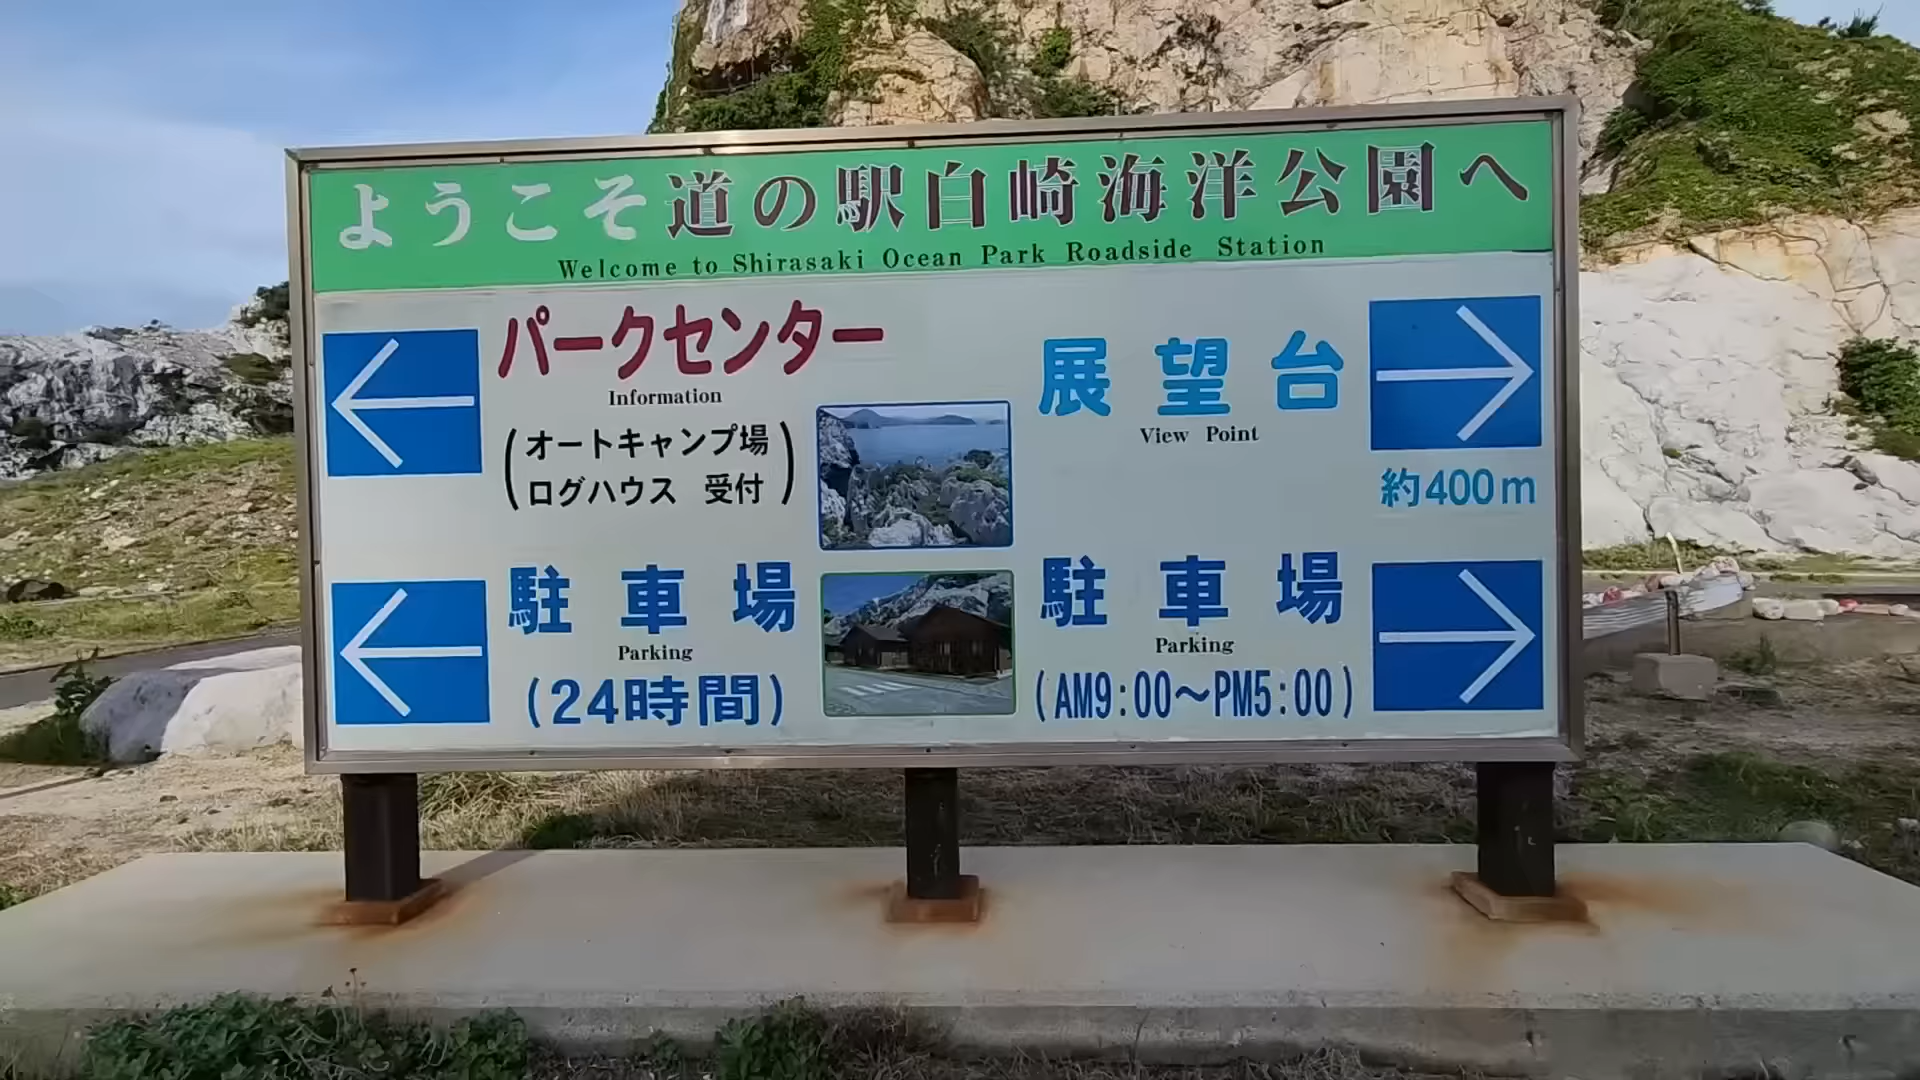 ようこそ道の駅白崎海洋公園へ
Welcome to Shirasaki Ocean Park Roadside Station
パークセンター
Information
(オートキャンプ場
ログハウス 受付)
展望台
View Point
約400m
駐車場
Parking
(24時間)
駐車場
Parking
(AM9:00～PM5:00)